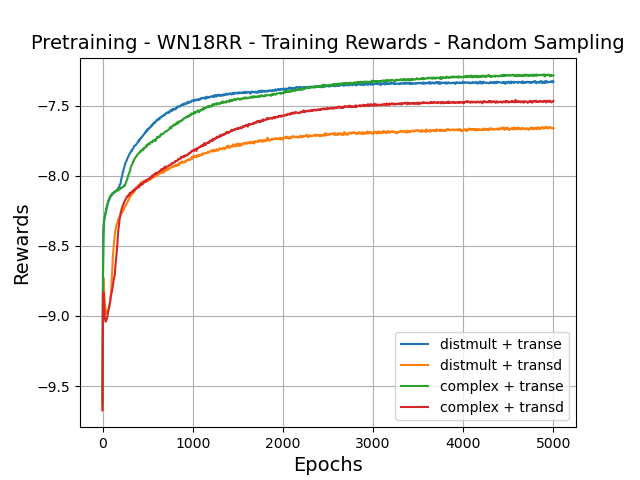 Pretraining - WN18RR - Training Rewards - Random Sampling
Rewards
−7.5
−8.0
−8.5
−9.0
−9.5
distmult + transe
distmult + transd
complex + transe
complex + transd
0 1000 2000 3000 4000 5000
Epochs